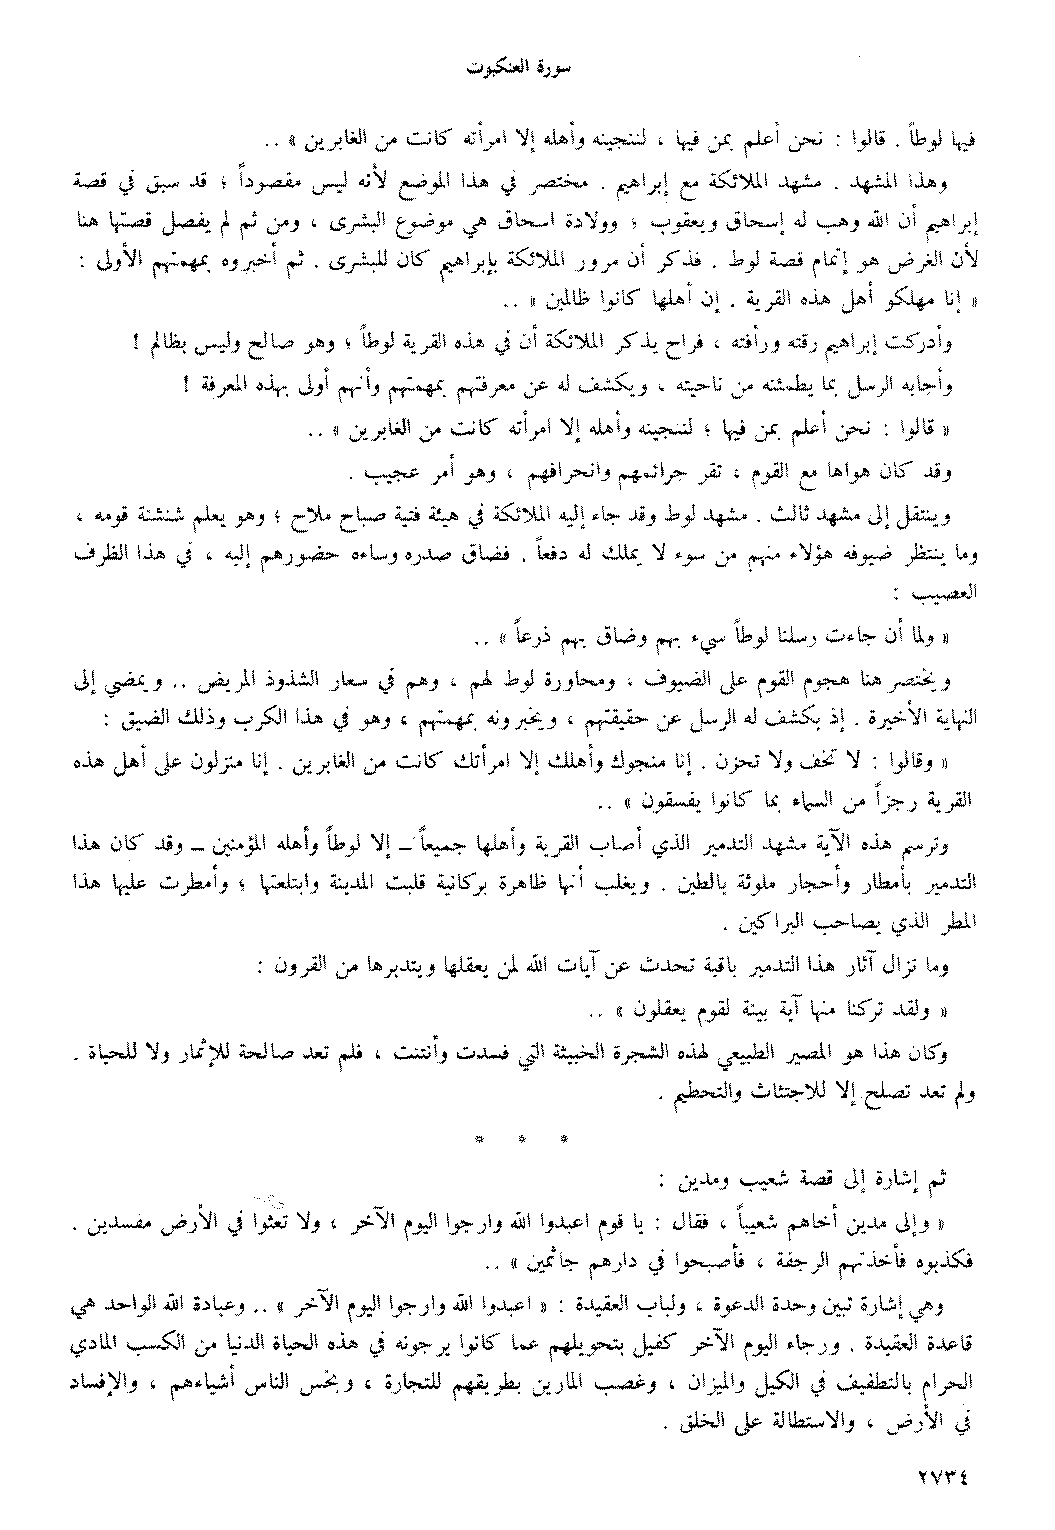 سورة العنكبوت
فيها لوطاً . قالوا : نحن أعلم بمن فيها ، لننجينه وأهله إلا امرأته كانت من الغابرين » ..
وهذا المشهد . مشهد الملائكة مع إبراهيم . مختصر في هذا الموضع لأنه ليس مقصوداً ؛ قد سبق في قصة
إبراهيم أن الله وهب له إسحاق ويعقوب ؛ وولادة اسحاق هي موضوع البشرى ، ومن ثم لم يفصل قصتها هنا
لأن الغرض هو إتمام قصة لوط . فذكر أن مرور الملائكة بإبراهيم كان للبشرى . ثم أخبروه بمهمتهم الأولى :
« إنا مهلكو أهل هذه القرية . إن أهلها كانوا ظالمين » ..
وأدركت إبراهيم رقته ورأفته ، فراح يذكر الملائكة أن في هذه القرية لوطاً ؛ وهو صالح وليس بظالم !
وأجابه الرسل بما يطمئنه من ناحيته ، ويكشف له عن معرفتهم بمهمتهم وأنهم أولى بهذه المعرفة !
« قالوا : نحن أعلم بمن فيها ؛ لننجينه وأهله إلا امرأته كانت من الغابرين » ..
وقد كان هواها مع القوم ، تقر جرائمهم وانحرافهم ، وهو أمر عجيب .
وينتقل إلى مشهد ثالث . مشهد لوط وقد جاء إليه الملائكة في هيئة فتية صباح ملاح ؛ وهو يعلم شنشنة قومه ،
وما ينتظر ضيوفه هؤلاء منهم من سوء لا يملك له دفعاً . فضاق صدره وساءه حضورهم إليه ، في هذا الظرف
العصيب :
« ولما أن جاءت رسلنا لوطاً سيء بهم وضاق بهم ذرعاً » ..
ويختصر هنا هجوم القوم على الضيوف ، ومحاورة لوط لهم ، وهم في سعار الشذوذ المريض .. ويمضي إلى
النهاية الأخيرة . إذ يكشف له الرسل عن حقيقتهم ، ويخبرونه بمهمتهم ، وهو في هذا الكرب وذلك الضيق :
« وقالوا : لا تخف ولا تحزن . إنا منجوك وأهلك إلا امرأتك كانت من الغابرين . إنا منزلون على أهل هذه
القرية رجزاً من السماء بما كانوا يفسقون » ..
وترسم هذه الآية مشهد التدمير الذي أصاب القرية وأهلها جميعاً ـ إلا لوطاً وأهله المؤمنين ـ وقد كان هذا
التدمير بأمطار وأحجار ملوثة بالطين . ويغلب أنها ظاهرة بركانية قلبت المدينة وابتلعتها ؛ وأمطرت عليها هذا
المطر الذي يصاحب البراكين .
وما تزال آثار هذا التدمير باقية تحدث عن آيات الله لمن يعقلها ويتدبرها من القرون :
« ولقد تركنا منها آية بينة لقوم يعقلون » ..
وكان هذا هو المصير الطبيعي لهذه الشجرة الخبيثة التي فسدت وأنتنت ، فلم تعد صالحة للإثمار ولا للحياة .
ولم تعد تصلح إلا للاجتثاث والتحطيم .
* * *
ثم إشارة إلى قصة شعيب ومدين :
« وإلى مدين أخاهم شعيباً ، فقال : يا قوم اعبدوا الله وارجوا اليوم الآخر ، ولا تعثوا في الأرض مفسدين .
فكذبوه فأخذتهم الرجفة ، فأصبحوا في دارهم جاثمين » ..
وهي إشارة تبين وحدة الدعوة ، ولباب العقيدة : « اعبدوا الله وارجوا اليوم الآخر » .. وعبادة الله الواحد هي
قاعدة العقيدة . ورجاء اليوم الآخر كفيل بتحويلهم عما كانوا يرجونه في هذه الحياة الدنيا من الكسب المادي
الحرام بالتطفيف في الكيل والميزان ، وغصب المارين بطريقهم للتجارة ، وبخس الناس أشياءهم ، والإفساد
في الأرض ، والاستطالة على الخلق .
٢٧٣٤